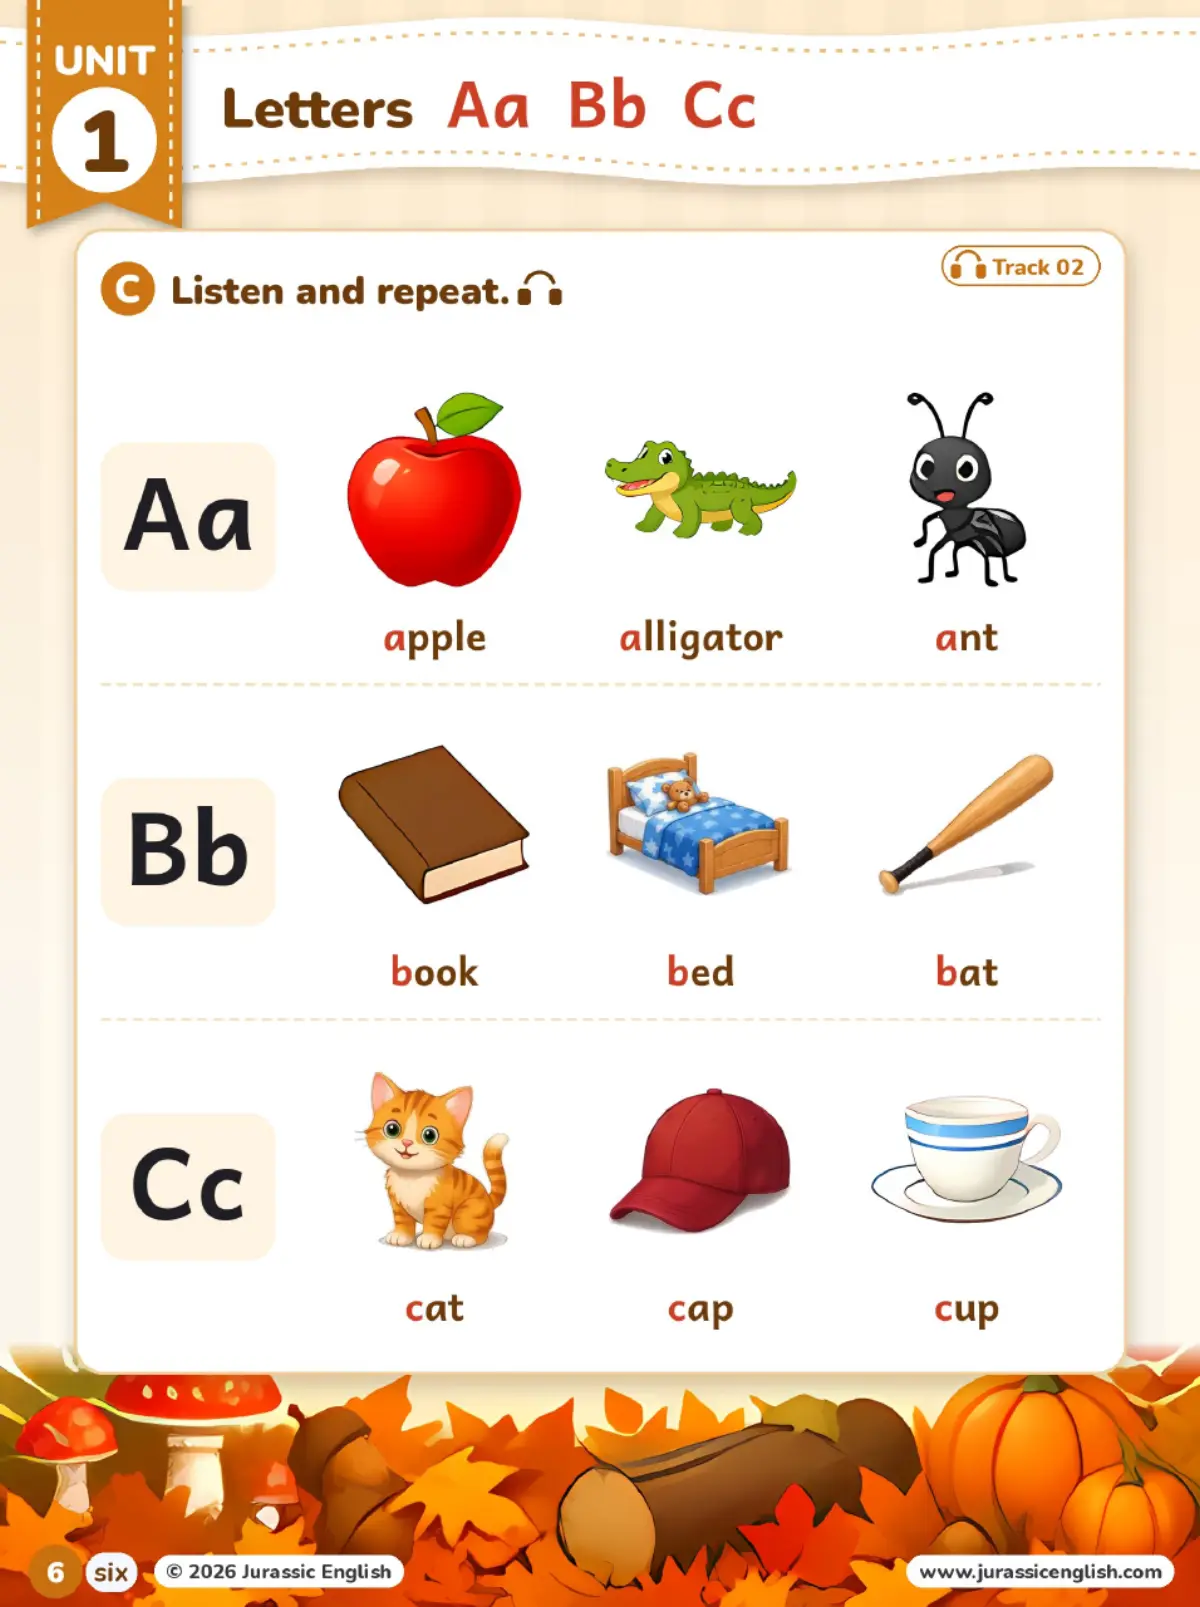 UNIT
1
Letters Aa Bb Cc
C Listen and repeat.
Track 02
Aa
apple alligator ant
Bb
book bed bat
Cc
cat cap cup
6 six © 2026 Jurassic English www.jurassicenglish.com